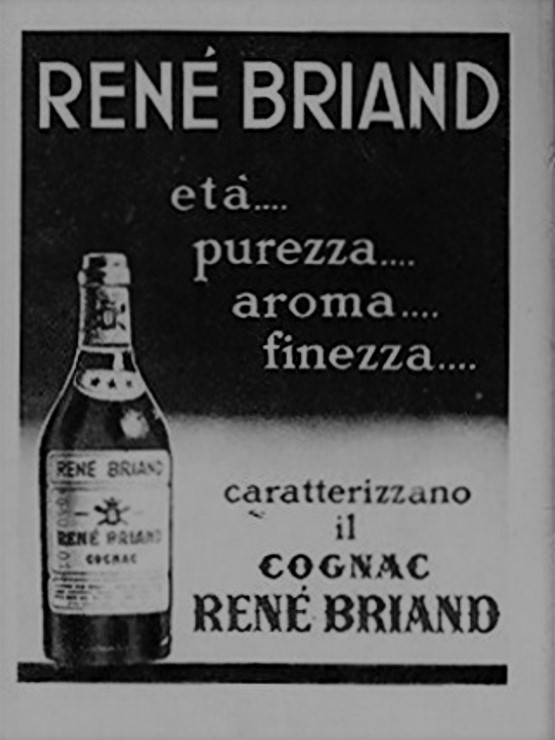 RENÉ BRIAND
età....
purezza....
aroma....
finezza....
caratterizzano
il
COGNAC
RENÉ BRIAND
RENÉ BRIAND
RENÉ BRIAND
COGNAC